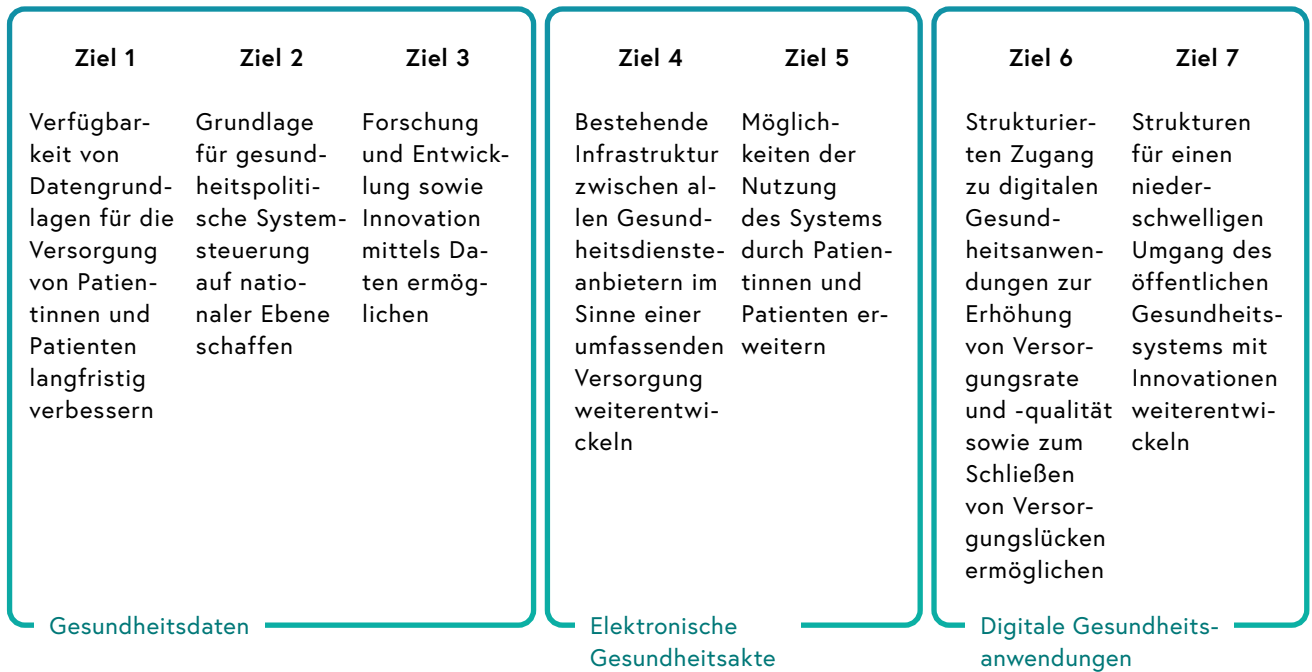 Ziel 1
Verfügbar-
keit von
Datengrund-
lagen für die
Versorgung
von Patien-
tinnen und
Patienten
langfristig
verbessern
Ziel 2
Grundlage
für gesund-
heitspoliti-
sche System-
steuerung
auf natio-
naler Ebene
schaffen
Ziel 3
Forschung
und Entwick-
lung sowie
Innovation
mittels Da-
ten ermög-
lichen
Gesundheitsdaten
Ziel 4
Bestehende
Infrastruktur
zwischen al-
len Gesund-
heitsdienste-
anbietern im
Sinne einer
umfassenden
Versorgung
weiterentwi-
ckeln
Ziel 5
Möglich-
keiten der
Nutzung
des Systems
durch Patien-
tinnen und
Patienten er-
weitern
Elektronische
Gesundheitsakte
Ziel 6
Strukturier-
ten Zugang
zu digitalen
Gesund-
heitsanwen-
dungen zur
Erhöhung
von Versor-
gungsrate
und -qualität
sowie zum
Schließen
von Versor-
gungslücken
ermöglichen
Ziel 7
Strukturen
für einen
nieder-
schwelligen
Umgang des
öffentlichen
Gesundheits-
systems mit
Innovationen
weiterentwi-
ckeln
Digitale Gesundheits-
anwendungen